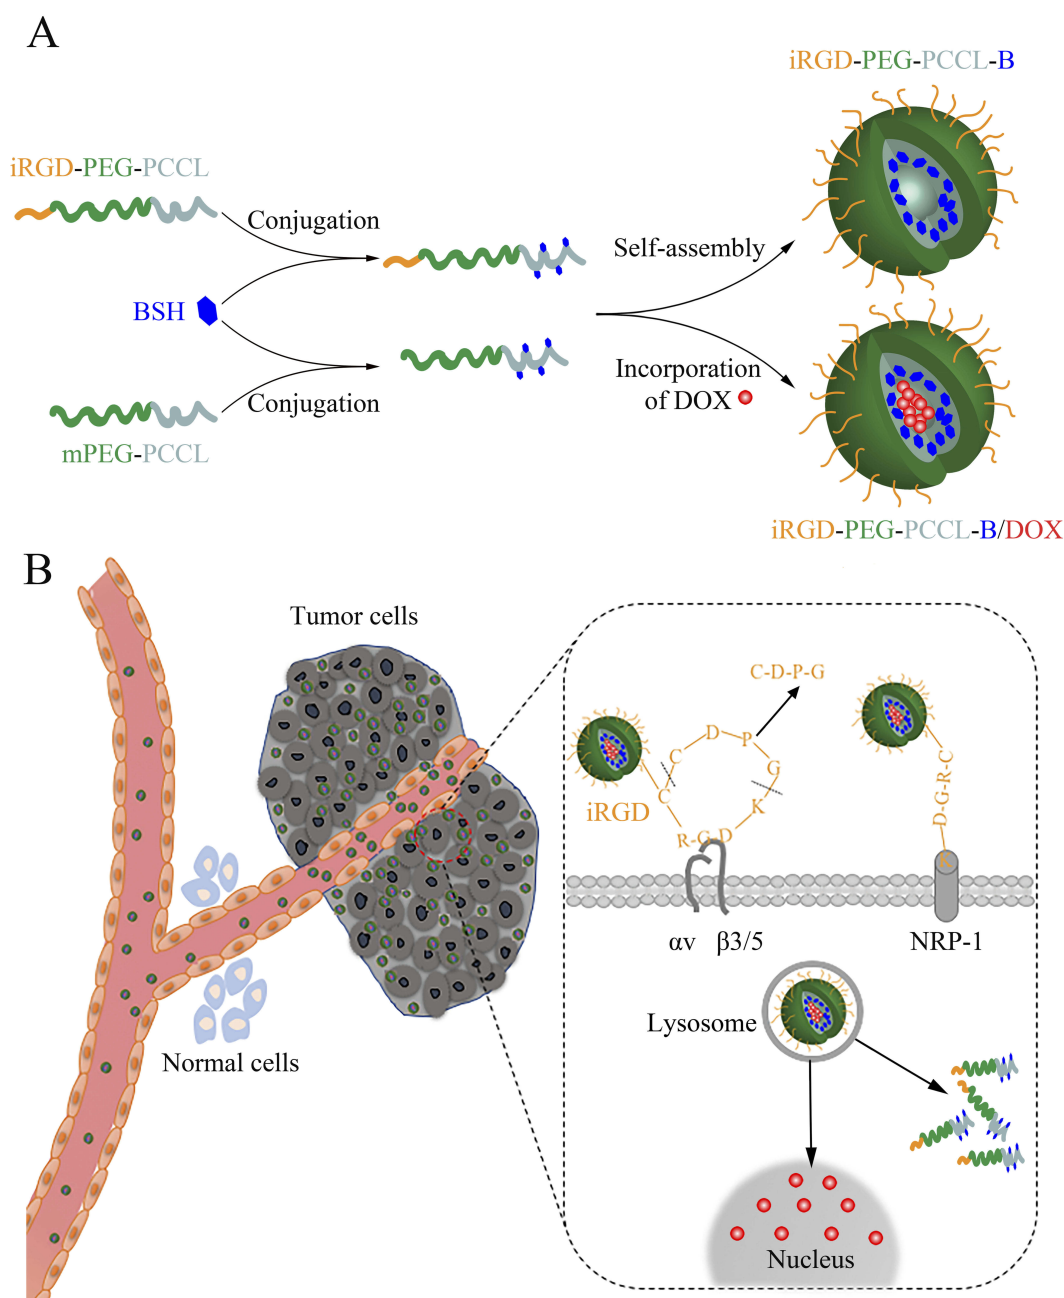 A
iRGD-PEG-PCCL-B
iRGD-PEG-PCCL
Conjugation
Self-assembly
BSH
Incorporation
of DOX
Conjugation
mPEG-PCCL
iRGD-PEG-PCCL-B/DOX
B
Tumor cells
C-D-P-G
D
P
C
G
C
K
iRGD
R-G-D
D-G-R-C
K
αv
β3/5
NRP-1
Lysosome
Normal cells
Nucleus